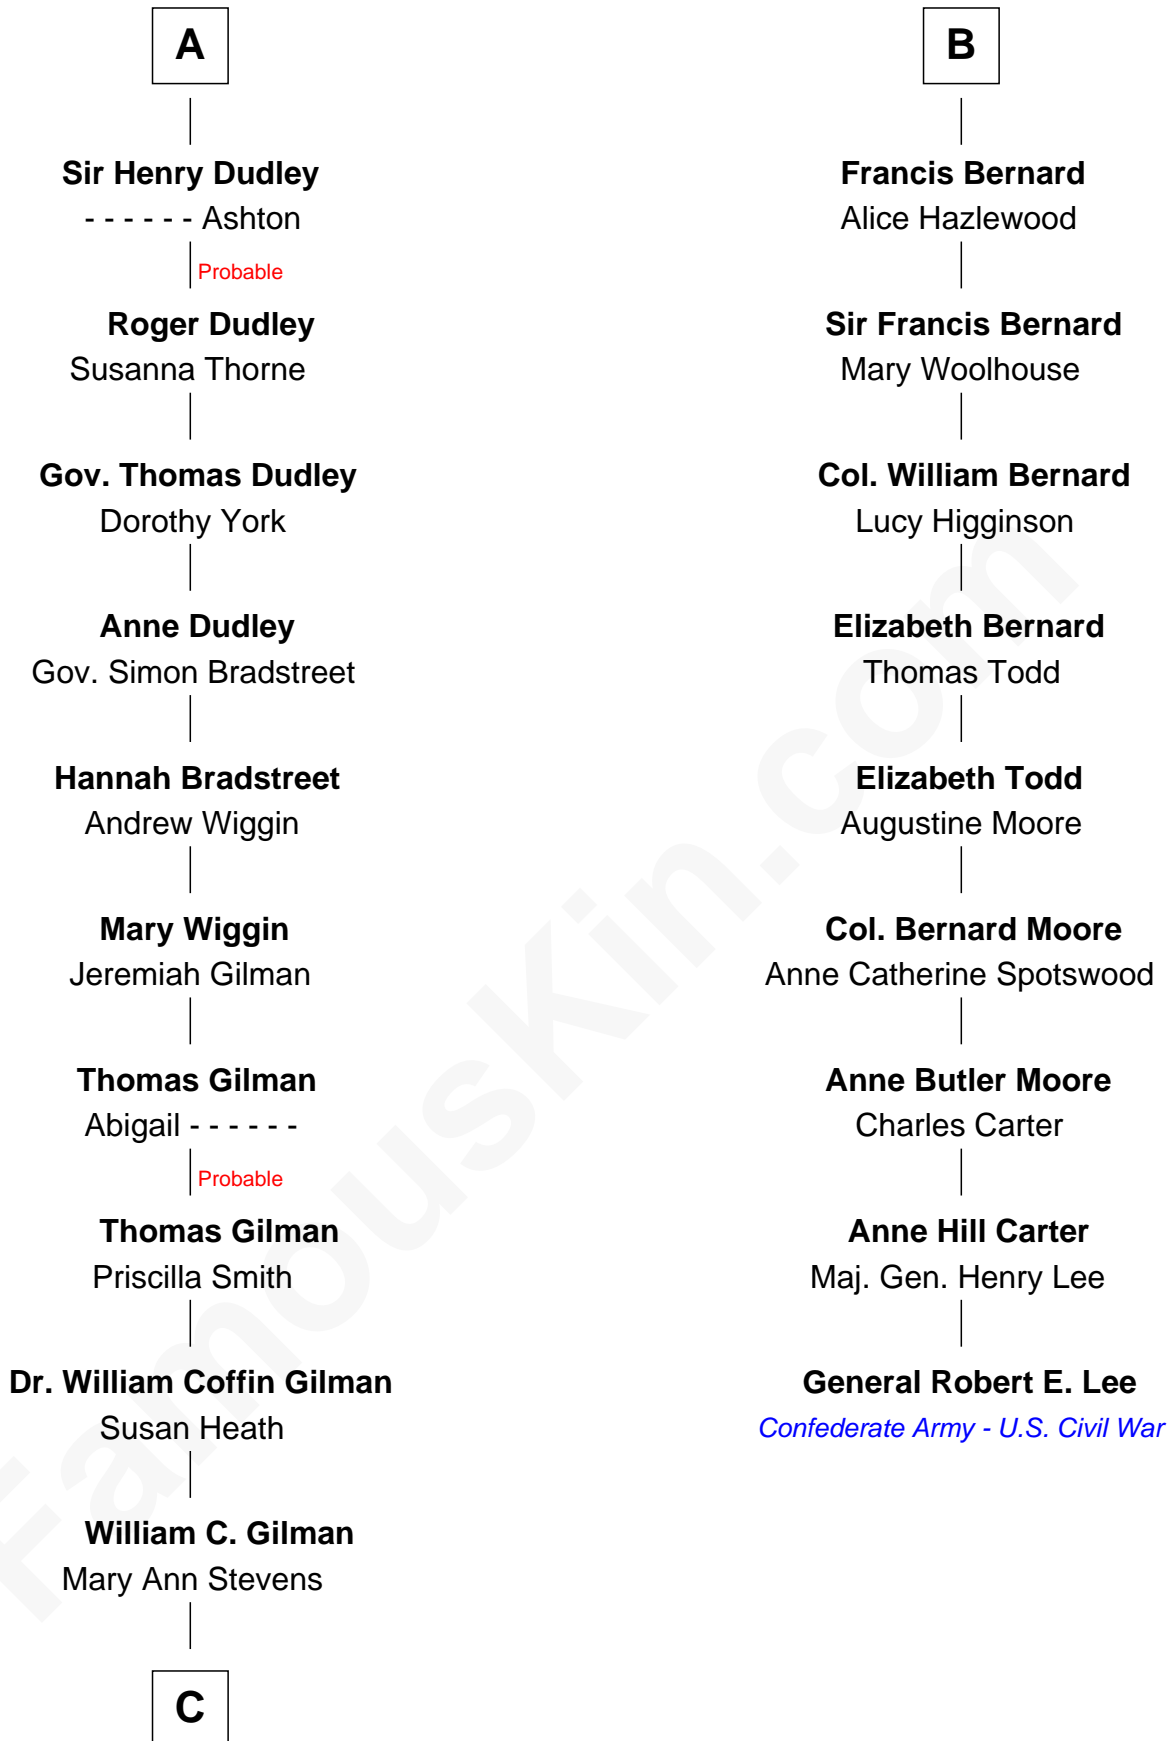 A
Sir Henry Dudley
- - - - - - Ashton
Probable
Roger Dudley
Susanna Thorne
Gov. Thomas Dudley
Dorothy York
Anne Dudley
Gov. Simon Bradstreet
Hannah Bradstreet
Andrew Wiggin
Mary Wiggin
Jeremiah Gilman
Thomas Gilman
Abigail - - - - - -
Probable
Thomas Gilman
Priscilla Smith
Dr. William Coffin Gilman
Susan Heath
William C. Gilman
Mary Ann Stevens
C
B
Francis Bernard
Alice Hazlewood
Sir Francis Bernard
Mary Woolhouse
Col. William Bernard
Lucy Higginson
Elizabeth Bernard
Thomas Todd
Elizabeth Todd
Augustine Moore
Col. Bernard Moore
Anne Catherine Spotswood
Anne Butler Moore
Charles Carter
Anne Hill Carter
Maj. Gen. Henry Lee
General Robert E. Lee
Confederate Army - U.S. Civil War
FamousKin.com